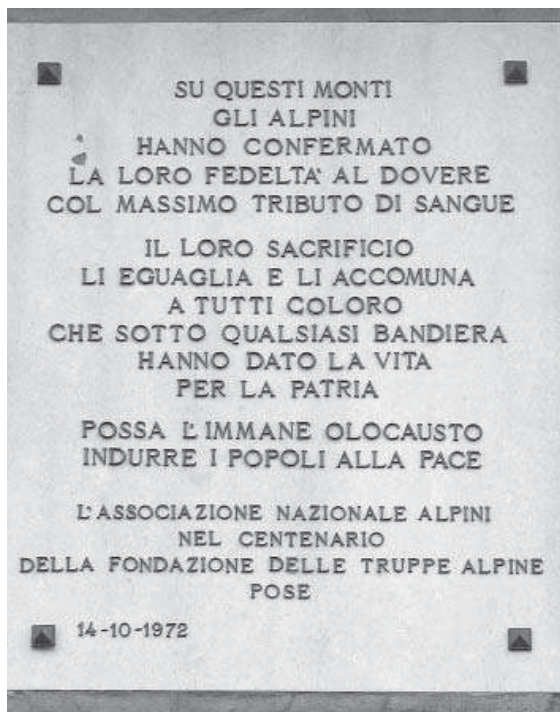 SU QUESTI MONTI
GLI ALPINI
HANNO CONFERMATO
LA LORO FEDELTA' AL DOVERE
COL MASSIMO TRIBUTO DI SANGUE
IL LORO SACRIFICIO
LI EGUAGLIA E LI ACCOMUNA
A TUTTI COLORO
CHE SOTTO QUALSIASI BANDIERA
HANNO DATO LA VITA
PER LA PATRIA
POSSA L'IMMANE OLOCAUSTO
INDURRE I POPOLI ALLA PACE
L'ASSOCIAZIONE NAZIONALE ALPINI
NEL CENTENARIO
DELLA FONDAZIONE DELLE TRUPPE ALPINE
POSE
14-10-1972